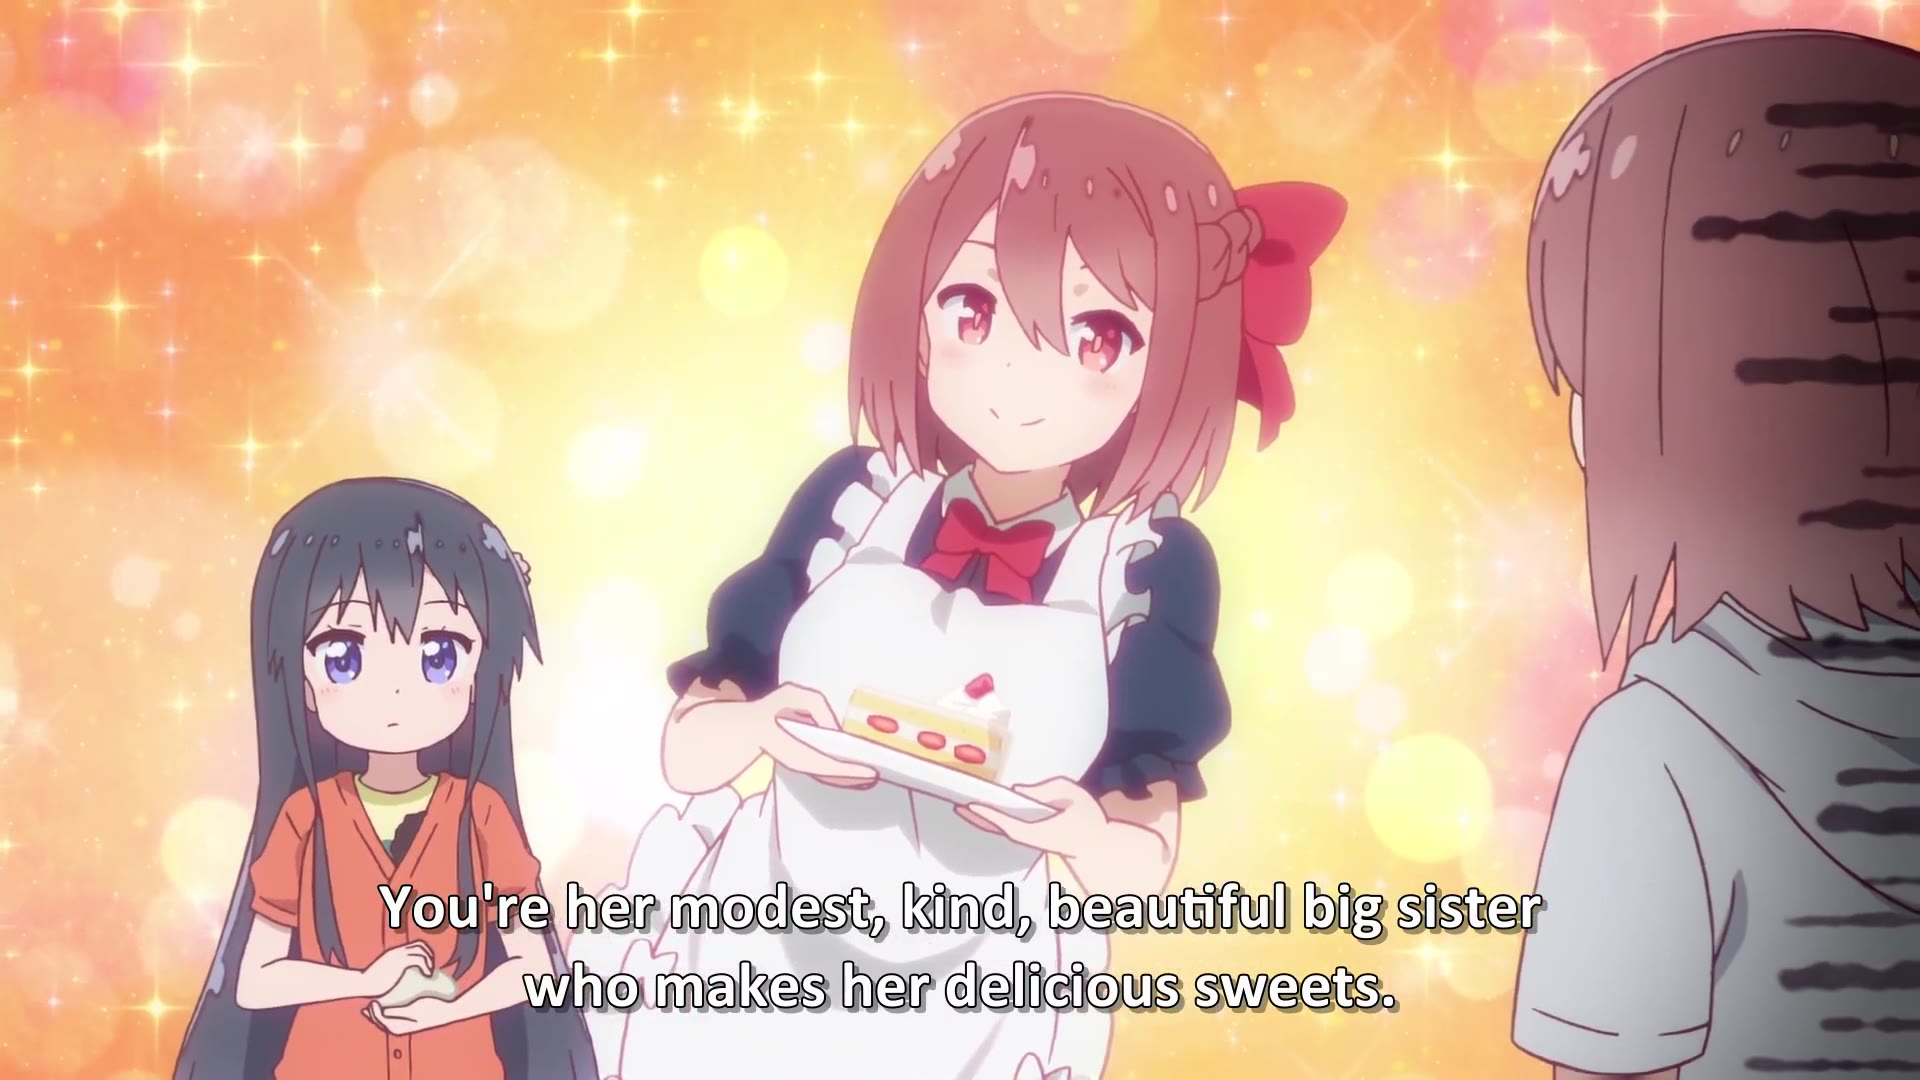 You're her modest, kind, beautiful big sister
who makes her delicious sweets.